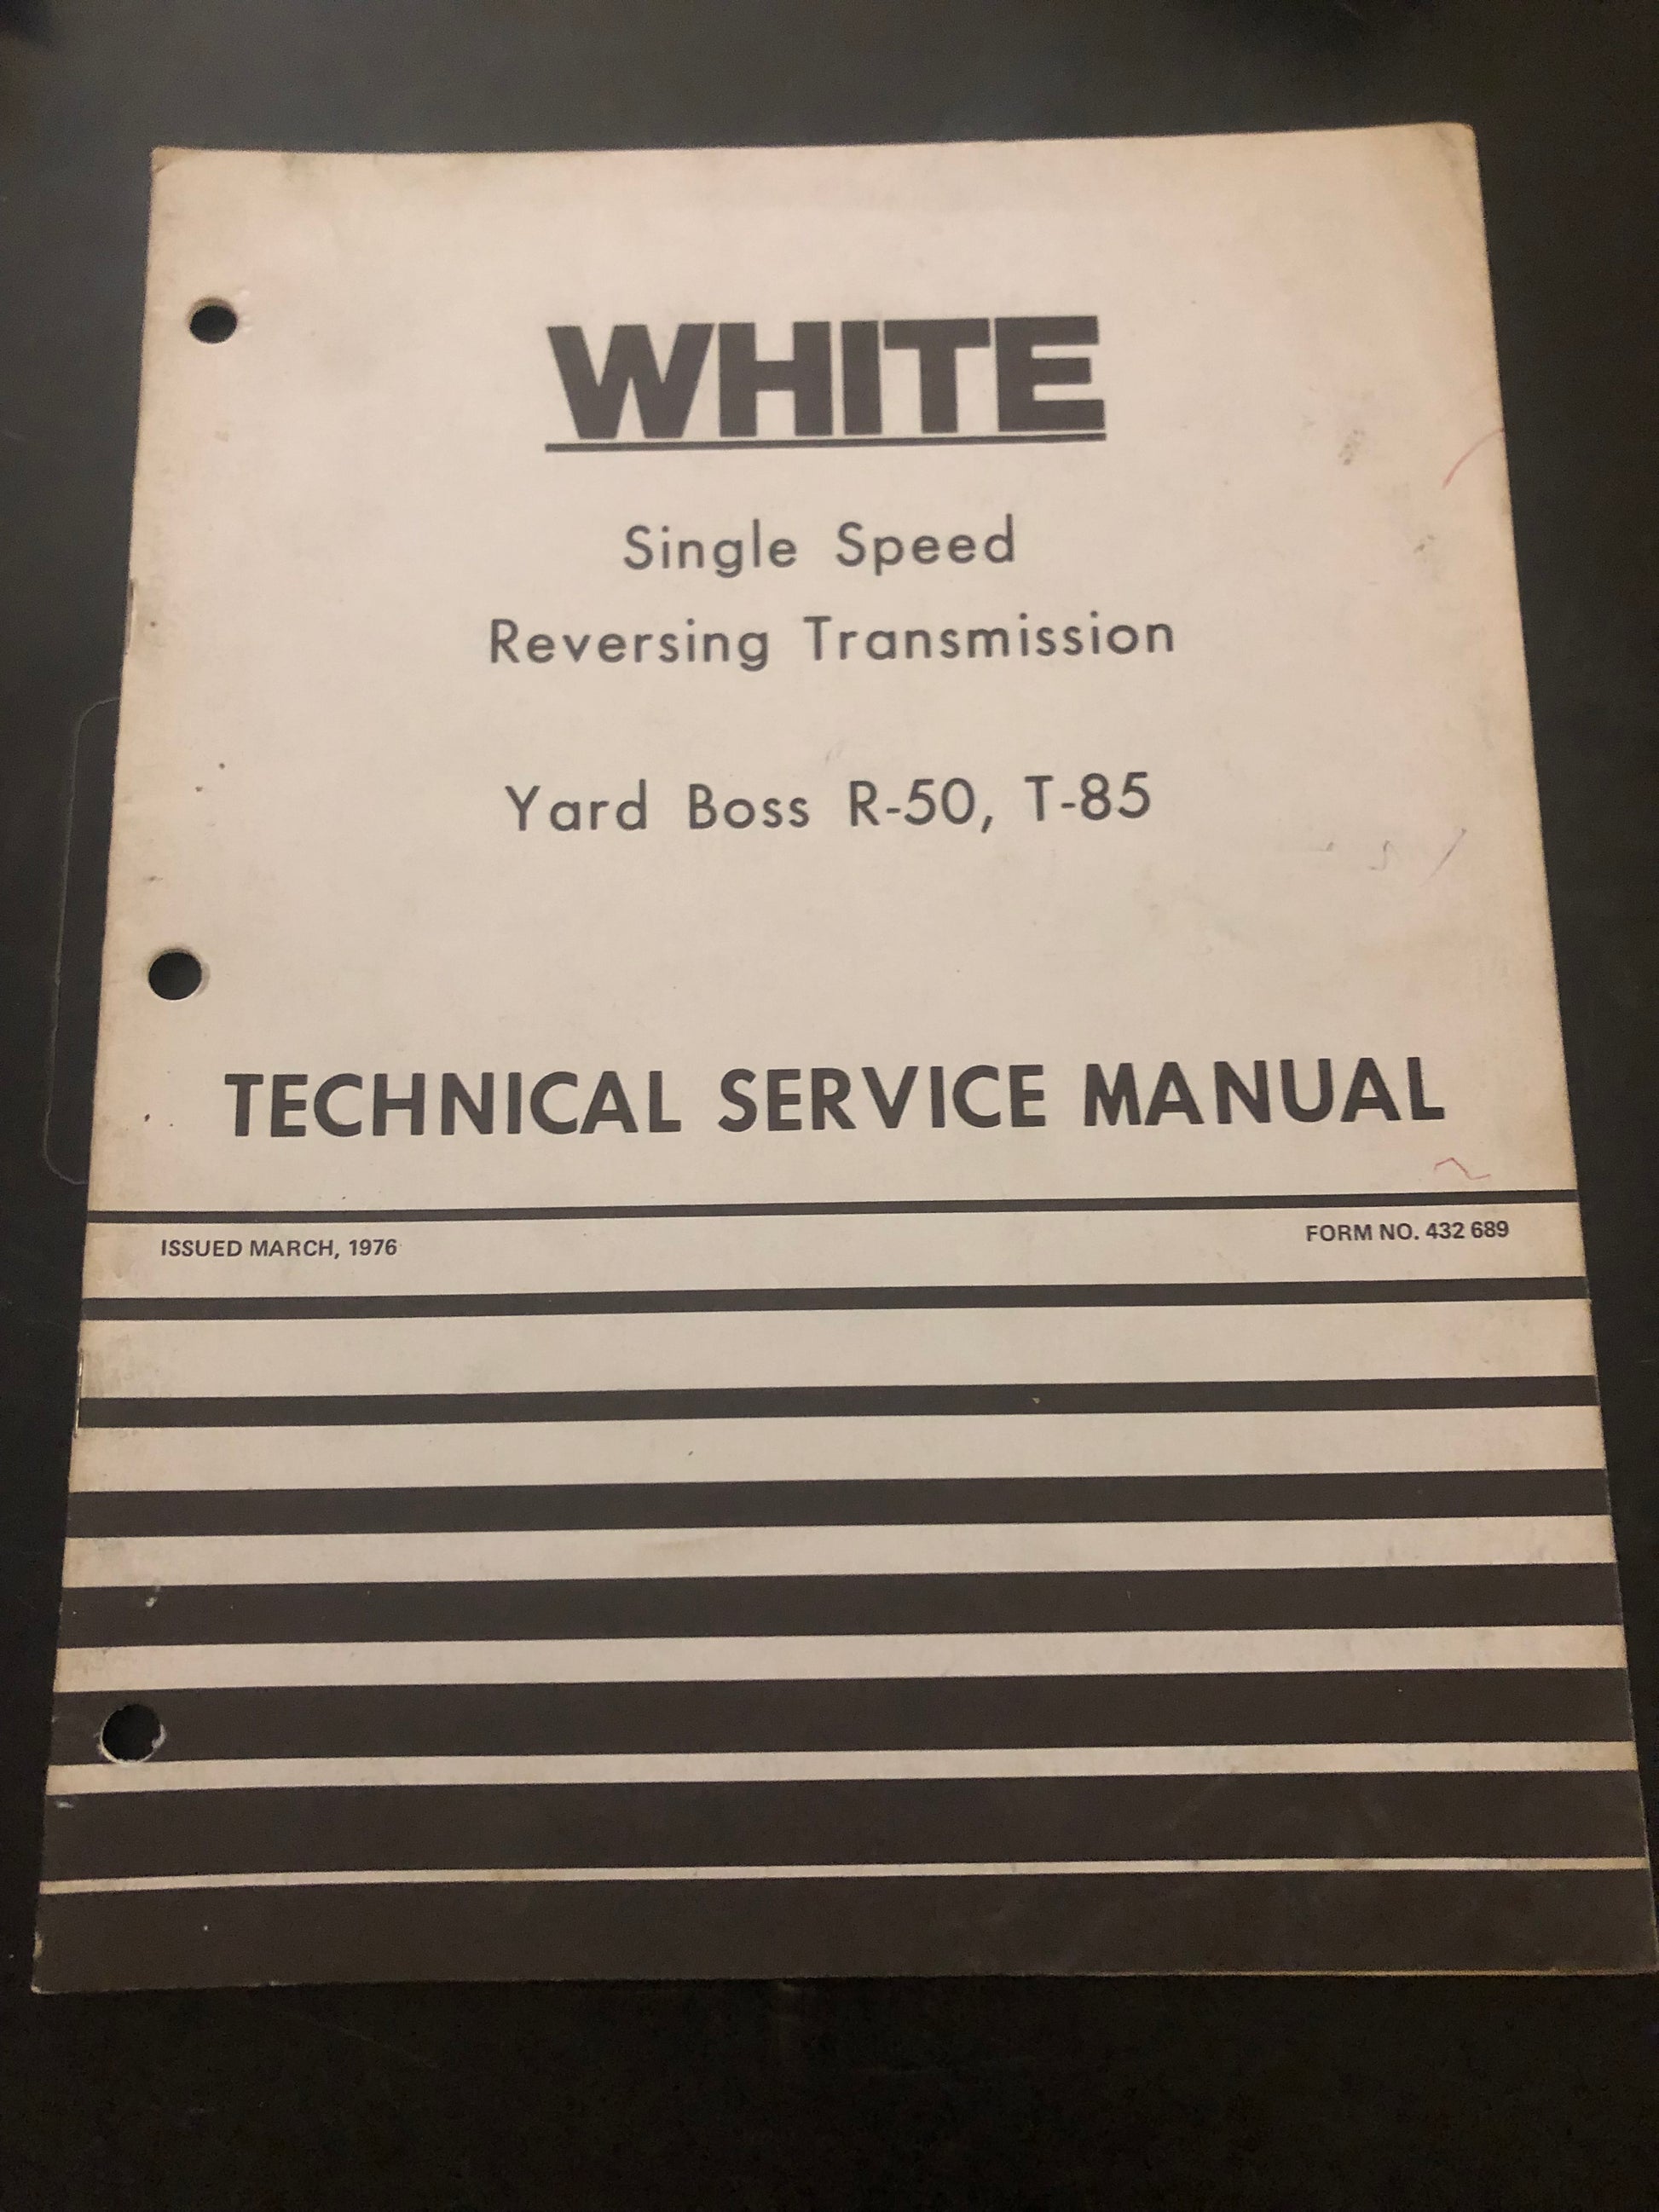 WHITE
Single Speed
Reversing Transmission
Yard Boss R-50, T-85
TECHNICAL SERVICE MANUAL
ISSUED MARCH, 1976
FORM NO. 432 689